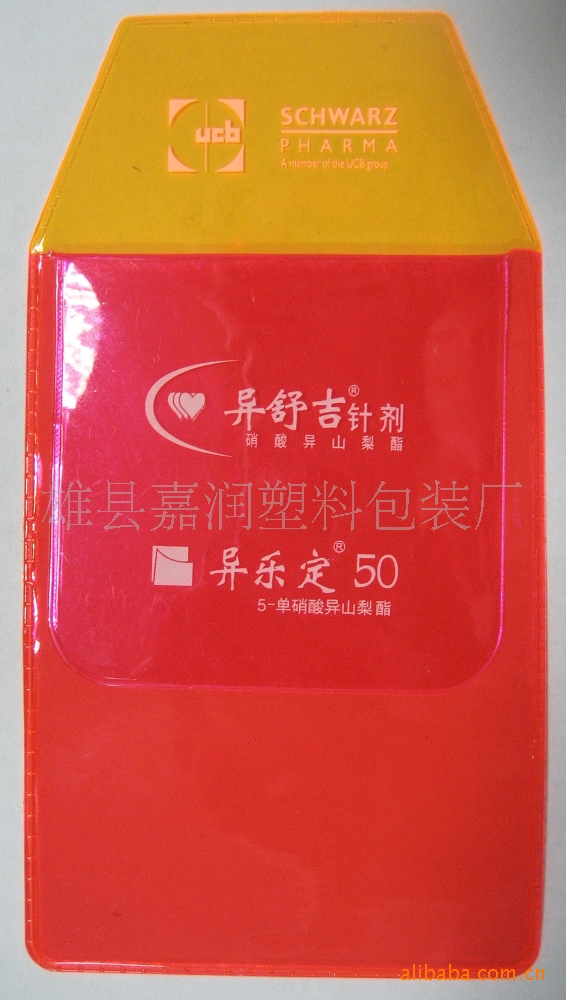 ucb
SCHWARZ
PHARMA
A member of the UCB group
异舒吉®针剂
硝酸异山梨酯
雄县嘉润塑料包装厂
异乐定® 50
5-单硝酸异山梨酯
alibaba.com.cn